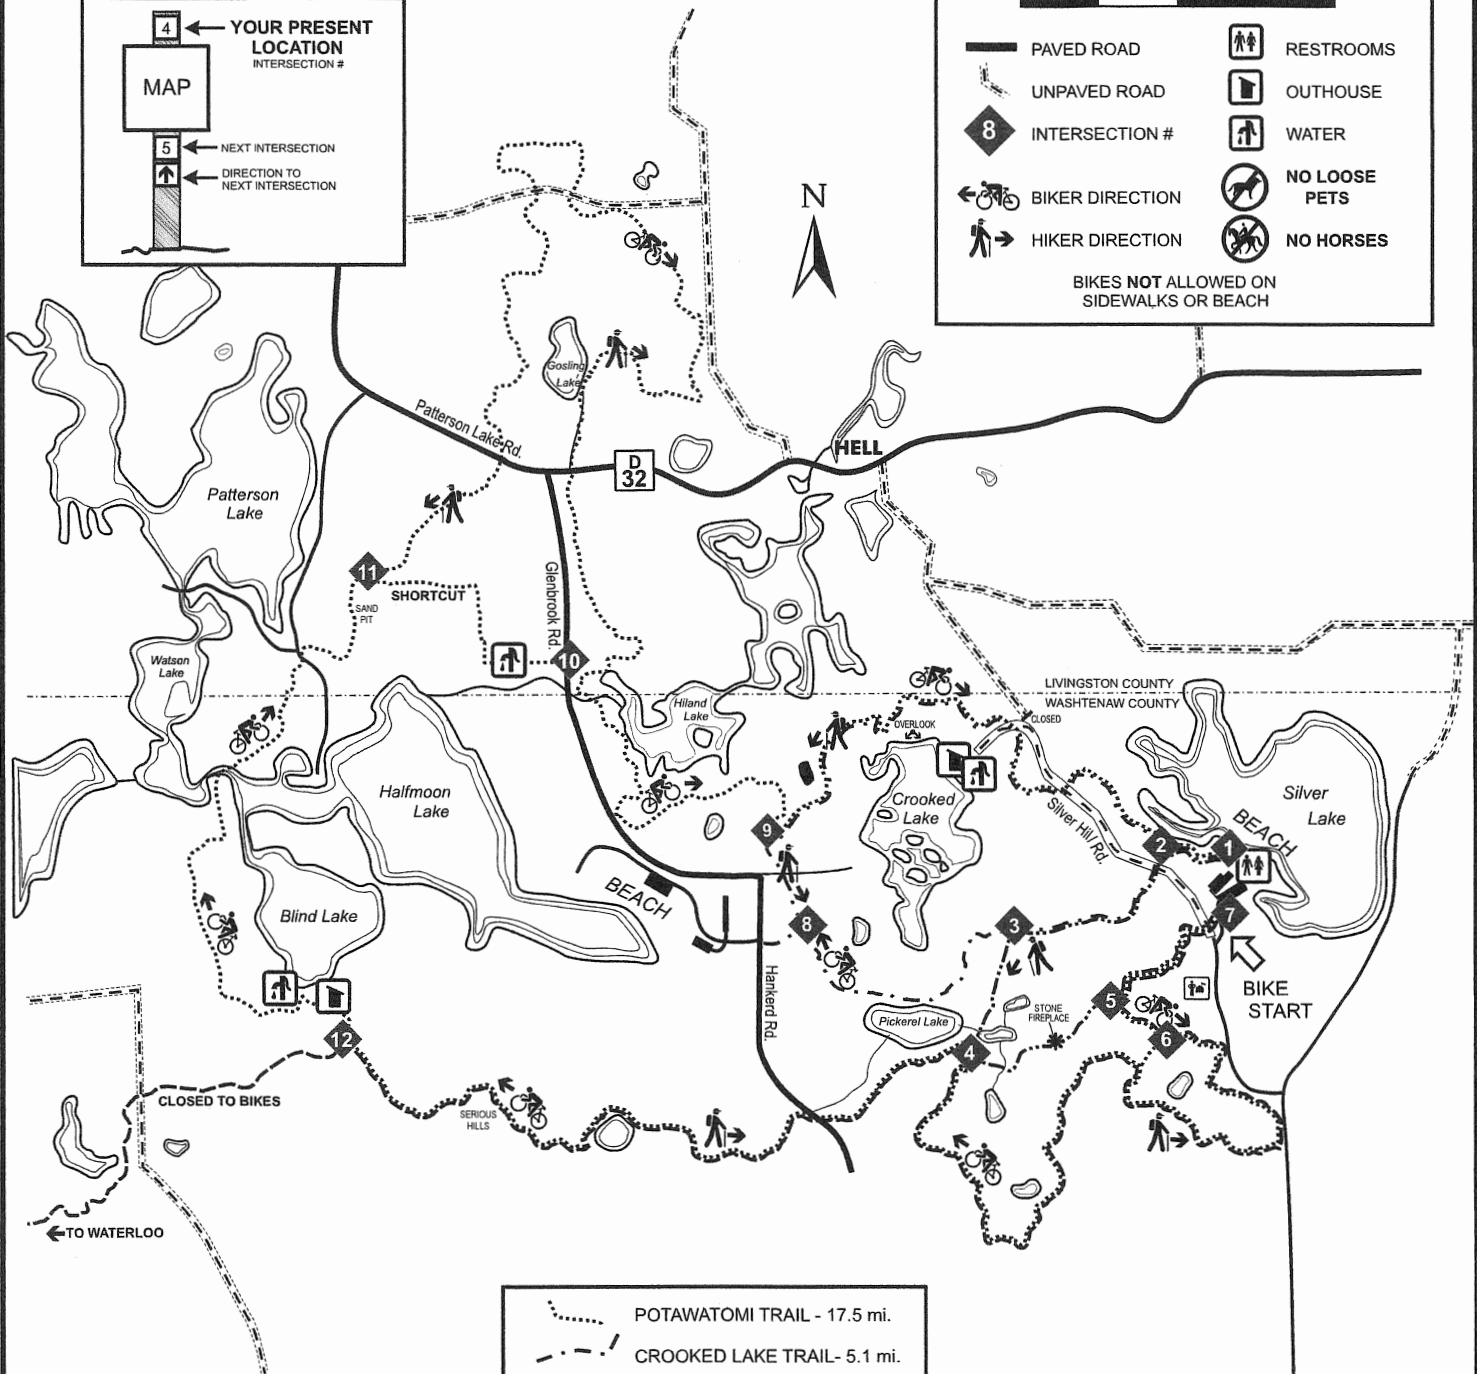 4
YOUR PRESENT
LOCATION
INTERSECTION #
MAP
5
NEXT INTERSECTION
DIRECTION TO
NEXT INTERSECTION
PAVED ROAD
RESTROOMS
UNPAVED ROAD
OUTHOUSE
8
INTERSECTION #
WATER
BIKER DIRECTION
NO LOOSE
PETS
HIKER DIRECTION
NO HORSES
BIKES NOT ALLOWED ON
SIDEWALKS OR BEACH
N
Gosling
Lake
Patterson Lake Rd.
D
32
HELL
Patterson
Lake
11
SHORTCUT
SAND
PIT
Glenbrook Rd.
10
Watson
Lake
Hiland
Lake
LIVINGSTON COUNTY
WASHTENAW COUNTY
CLOSED
OVERLOOK
Halfmoon
Lake
Crooked
Lake
Silver Hill Rd.
Silver
Lake
BEACH
9
2
1
BEACH
Blind Lake
8
3
7
BIKE
START
Hankerd Rd.
Pickerel Lake
STONE
FIREPLACE
5
6
4
12
CLOSED TO BIKES
SERIOUS
HILLS
TO WATERLOO
POTAWATOMI TRAIL - 17.5 mi.
CROOKED LAKE TRAIL- 5.1 mi.